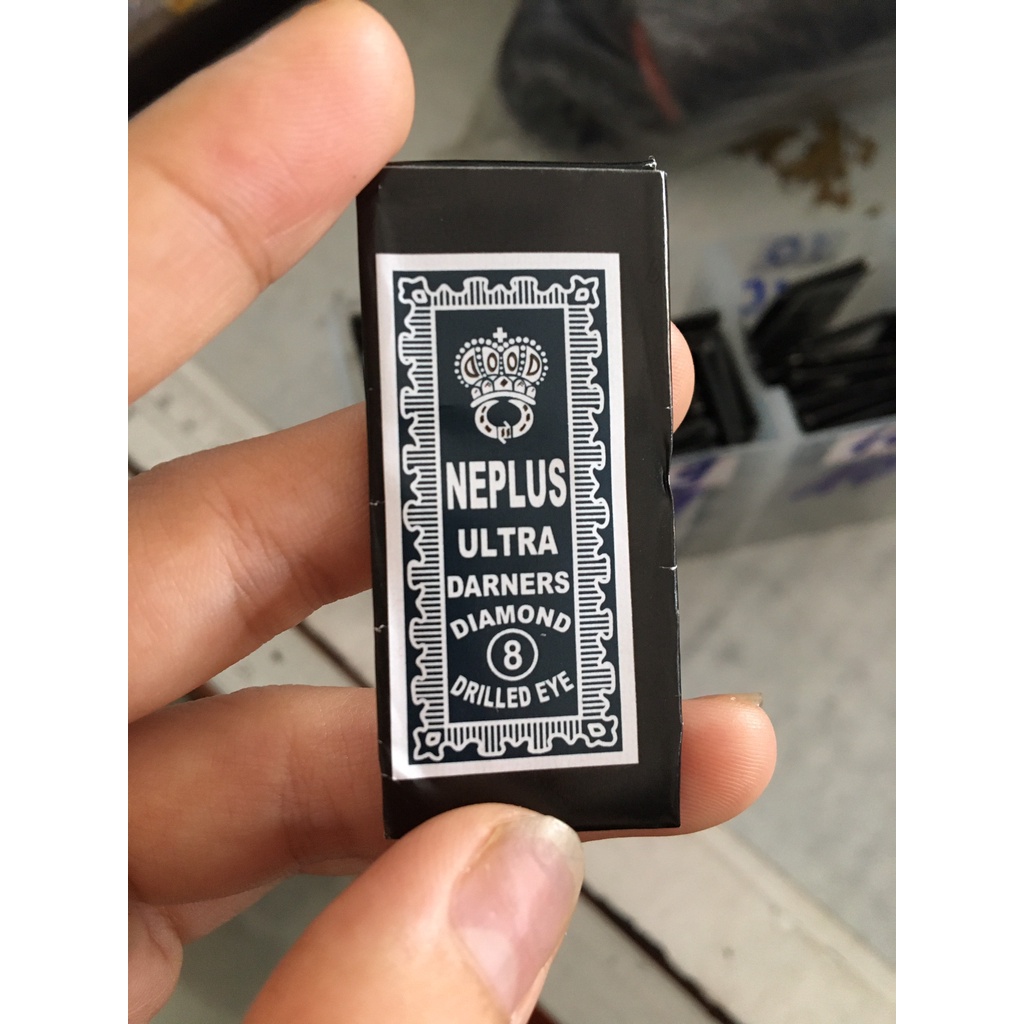 NEPLUS
ULTRA
DARNERS
DIAMOND
8
DRILLED EYE